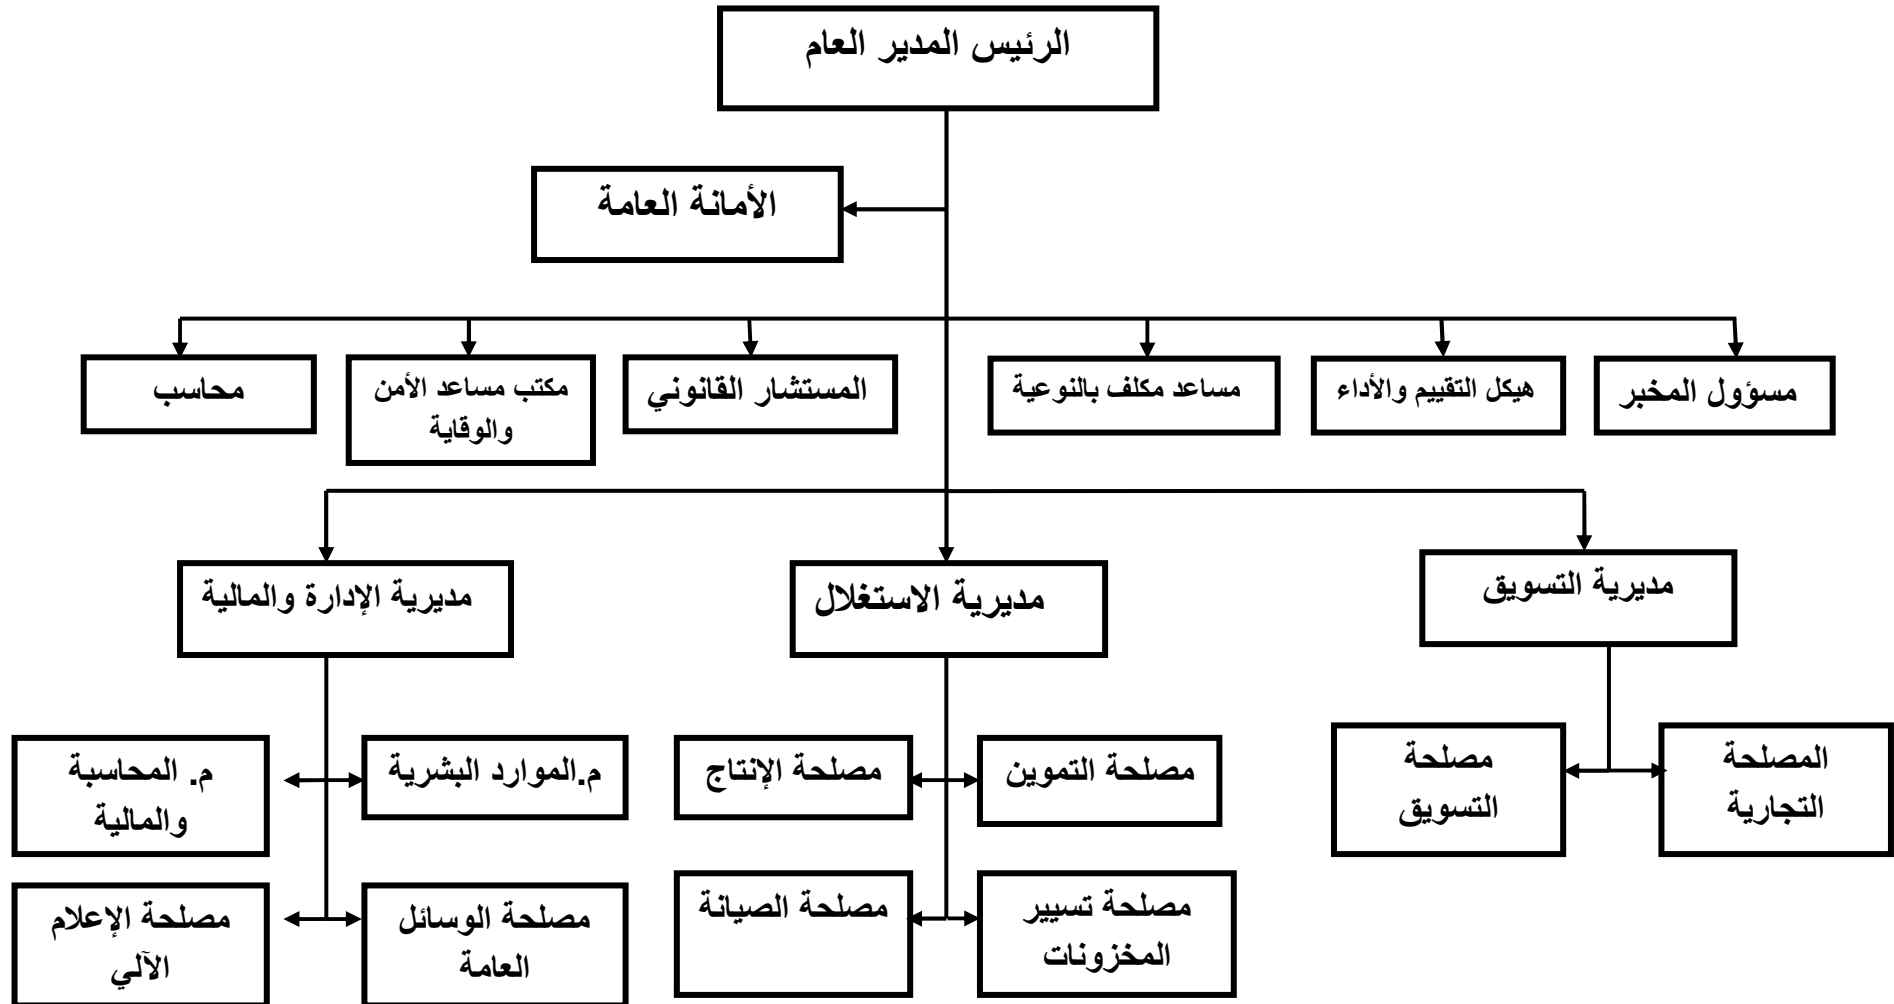 الرئيس المدير العام
الأمانة العامة
مسؤول المخبر
هيكل التقييم والأداء
مساعد مكلف بالنوعية
المستشار القانوني
مكتب مساعد الأمن
والوقاية
محاسب
مديرية التسويق
مديرية الاستغلال
مديرية الإدارة والمالية
المصلحة
التجارية
مصلحة
التسويق
مصلحة التموين
مصلحة الإنتاج
م.الموارد البشرية
م. المحاسبة
والمالية
مصلحة تسيير
المخزونات
مصلحة الصيانة
مصلحة الوسائل
العامة
مصلحة الإعلام
الآلي